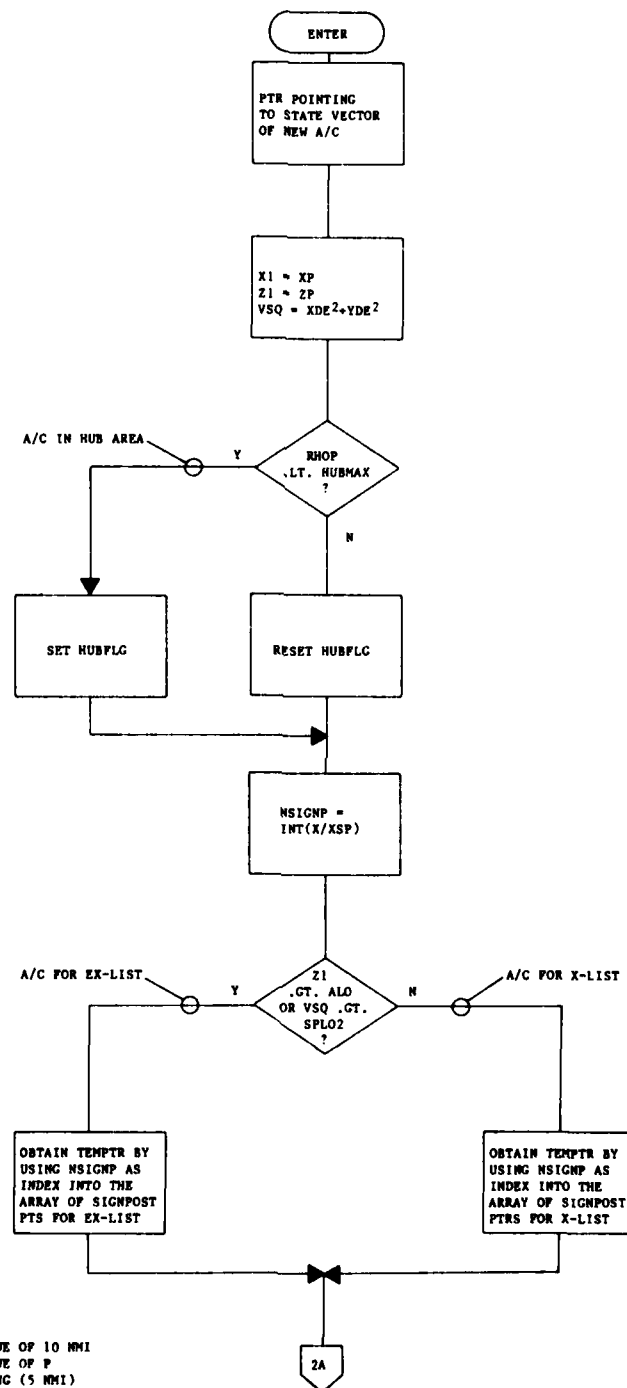 ENTER
PTR POINTING
TO STATE VECTOR
OF NEW A/C
X1 = XP
Z1 = ZP
VSQ = XDE²+YDE²
A/C IN HUB AREA
Y
RHOP
.LT. HUBMAX
?
N
SET HUBFLG
RESET HUBFLG
NSIGNP =
INT(X/XSP)
A/C FOR EX-LIST
Y
Z1
.GT. ALO
OR VSQ .GT.
SPLO2
?
N
A/C FOR X-LIST
OBTAIN TEMPTR BY
USING NSIGNP AS
INDEX INTO THE
ARRAY OF SIGNPOST
PTS FOR EX-LIST
OBTAIN TEMPTR BY
USING NSIGNP AS
INDEX INTO THE
ARRAY OF SIGNPOST
PTRS FOR X-LIST
UE OF 10 NMI
UE OF P
NG (5 NMI)
2A